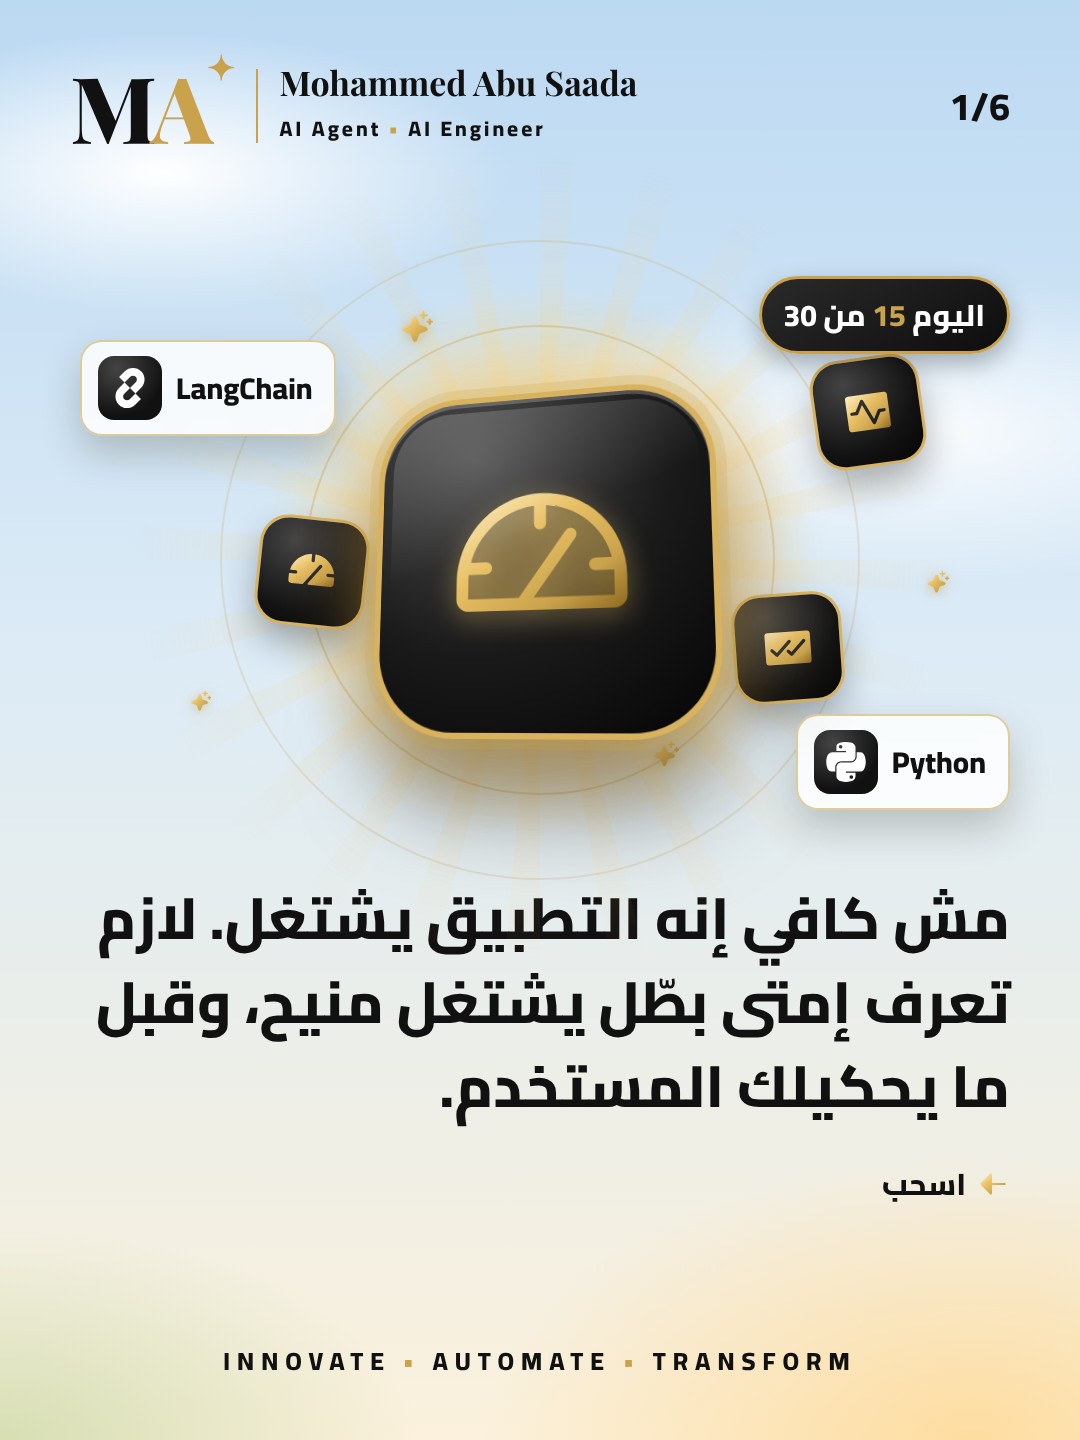 MA
Mohammed Abu Saada
AI Agent ▪ AI Engineer
1/6
اليوم 15 من 30
LangChain
Python
مش كافي إنه التطبيق يشتغل. لازم
تعرف إمتى بطّل يشتغل منيح، وقبل
ما يحكيلك المستخدم.
اسحب
INNOVATE ▪ AUTOMATE ▪ TRANSFORM